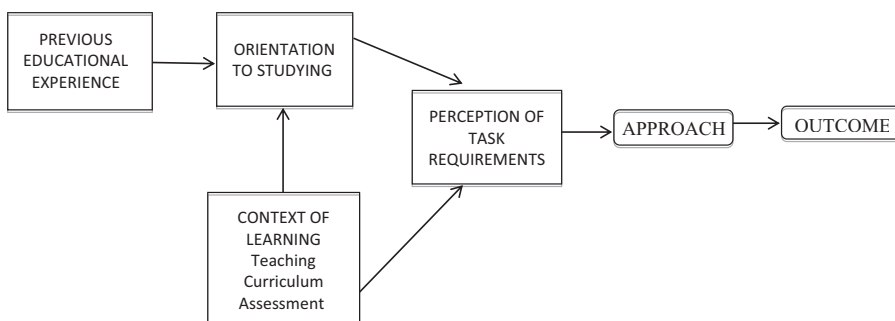 PREVIOUS
EDUCATIONAL
EXPERIENCE
ORIENTATION
TO STUDYING
PERCEPTION OF
TASK
REQUIREMENTS
APPROACH
OUTCOME
CONTEXT OF
LEARNING
Teaching
Curriculum
Assessment